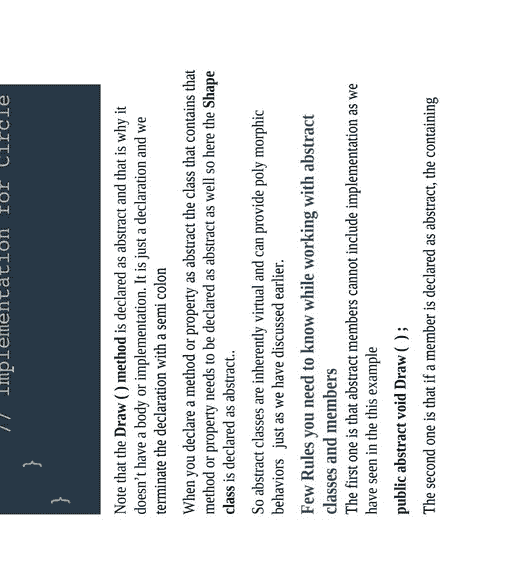 // Implementation for Circle
}
}
Note that the Draw ( ) method is declared as abstract and that is why it
doesn't have a body or implementation. It is just a declaration and we
terminate the declaration with a semi colon
When you declare a method or property as abstract the class that contains that
method or property needs to be declared as abstract as well so here the Shape
class is declared as abstract..
So abstract classes are inherently virtual and can provide poly morphic
behaviors just as we have discussed earlier.
Few Rules you need to know while working with abstract
classes and members
The first one is that abstract members cannot include implementation as we
have seen in the this example
public abstract void Draw ( ) ;
The second one is that if a member is declared as abstract, the containing